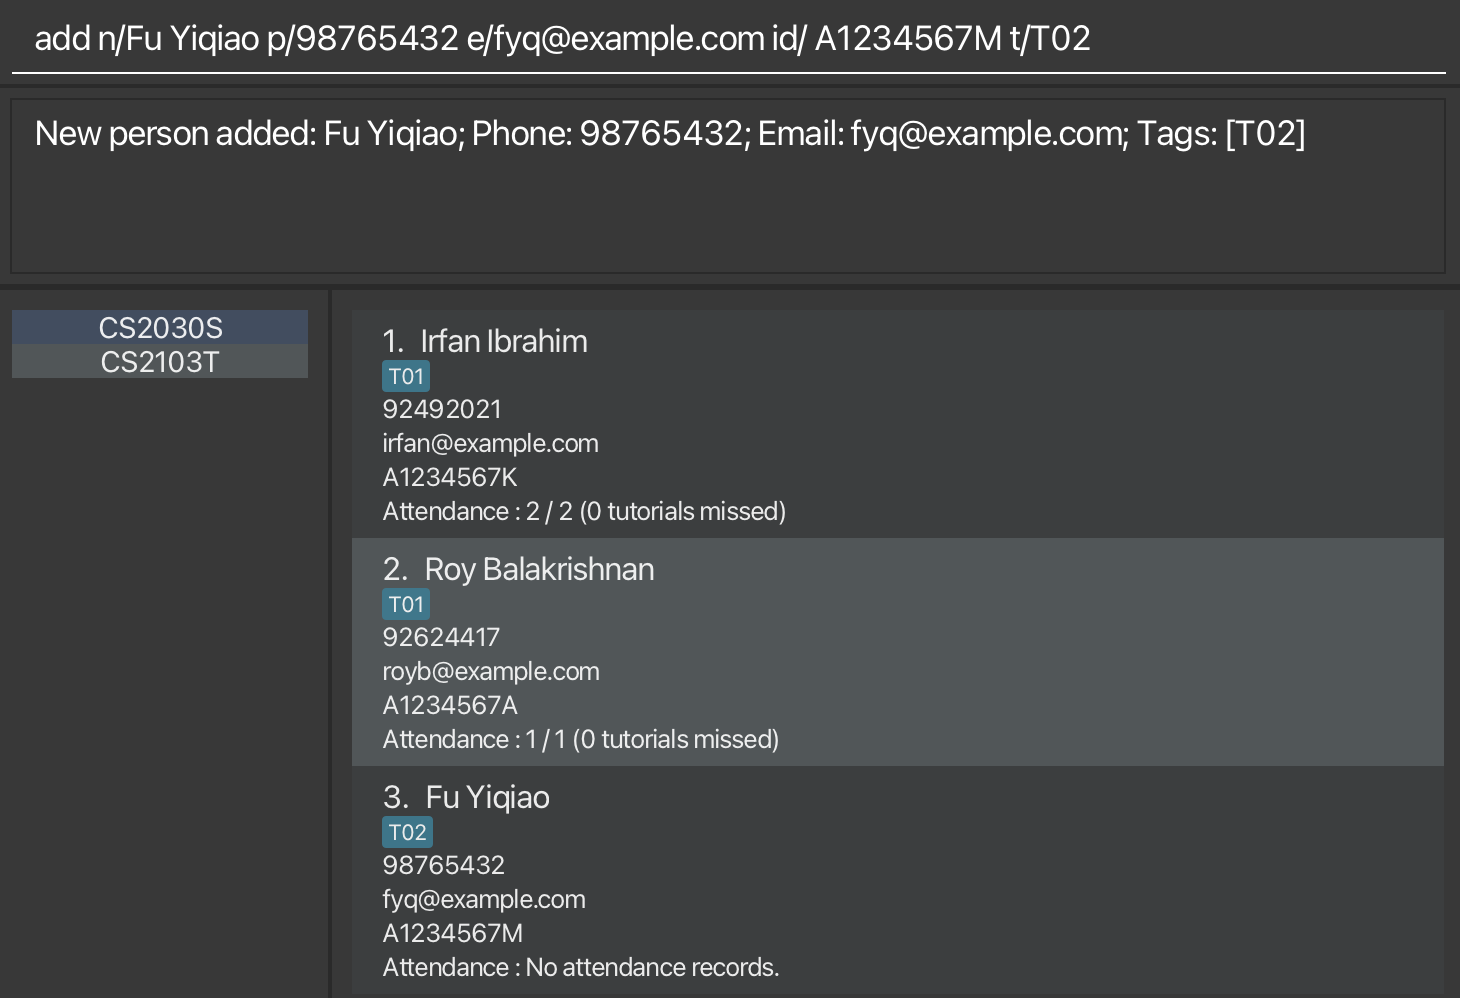 add n/Fu Yiqiao p/98765432 e/fyq@example.com id/ A1234567M t/T02
New person added: Fu Yiqiao; Phone: 98765432; Email: fyq@example.com; Tags: [T02]
CS2030S
CS2103T
1. Irfan Ibrahim
T01
92492021
irfan@example.com
A1234567K
Attendance : 2 / 2 (0 tutorials missed)
2. Roy Balakrishnan
T01
92624417
royb@example.com
A1234567A
Attendance : 1 / 1 (0 tutorials missed)
3. Fu Yiqiao
T02
98765432
fyq@example.com
A1234567M
Attendance : No attendance records.